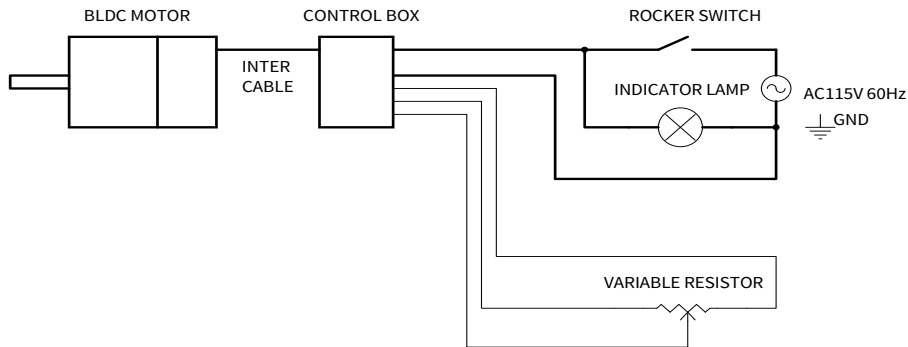 BLDC MOTOR
CONTROL BOX
ROCKER SWITCH
INTER
CABLE
INDICATOR LAMP
AC115V 60Hz
GND
VARIABLE RESISTOR